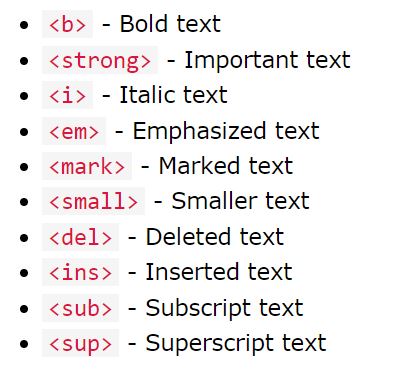 • <b> - Bold text
• <strong> - Important text
• <i> - Italic text
• <em> - Emphasized text
• <mark> - Marked text
• <small> - Smaller text
• <del> - Deleted text
• <ins> - Inserted text
• <sub> - Subscript text
• <sup> - Superscript text